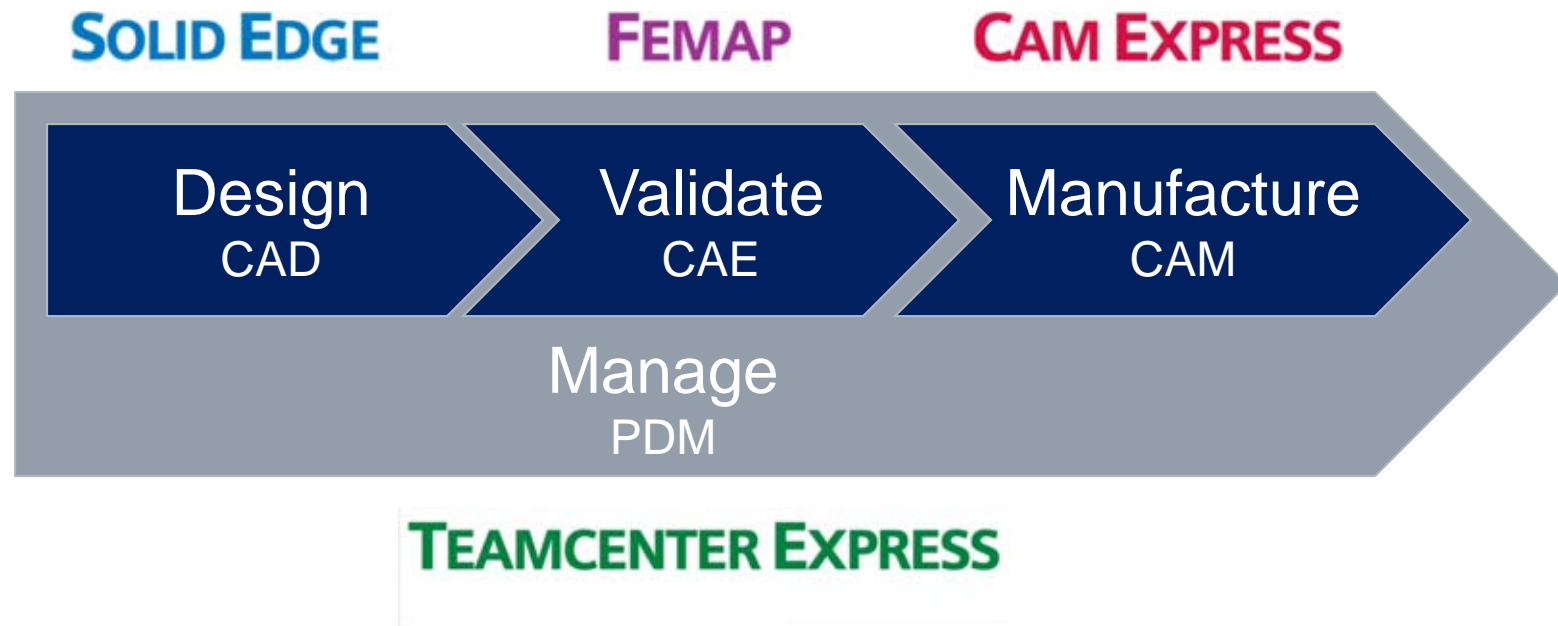 SOLID EDGE
FEMAP
CAM EXPRESS
Design
CAD
Validate
CAE
Manufacture
CAM
Manage
PDM
TEAMCENTER EXPRESS